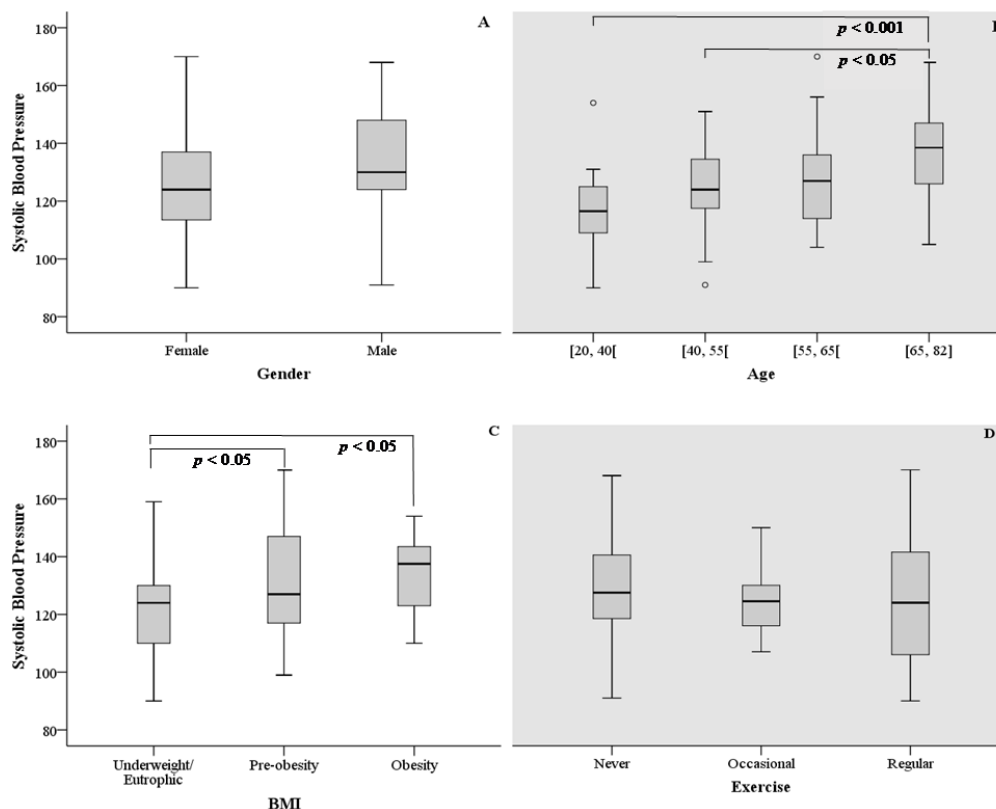 A
Systolic Blood Pressure
180
160
140
120
100
80
Female Male
Gender
p < 0.001
p < 0.05
[20, 40[ [40, 55[ [55, 65[ [65, 82]
Age
C
Systolic Blood Pressure
180
160
140
120
100
80
p < 0.05 p < 0.05
Underweight/
Eutrophic Pre-obesity Obesity
BMI
D
Never Occasional Regular
Exercise